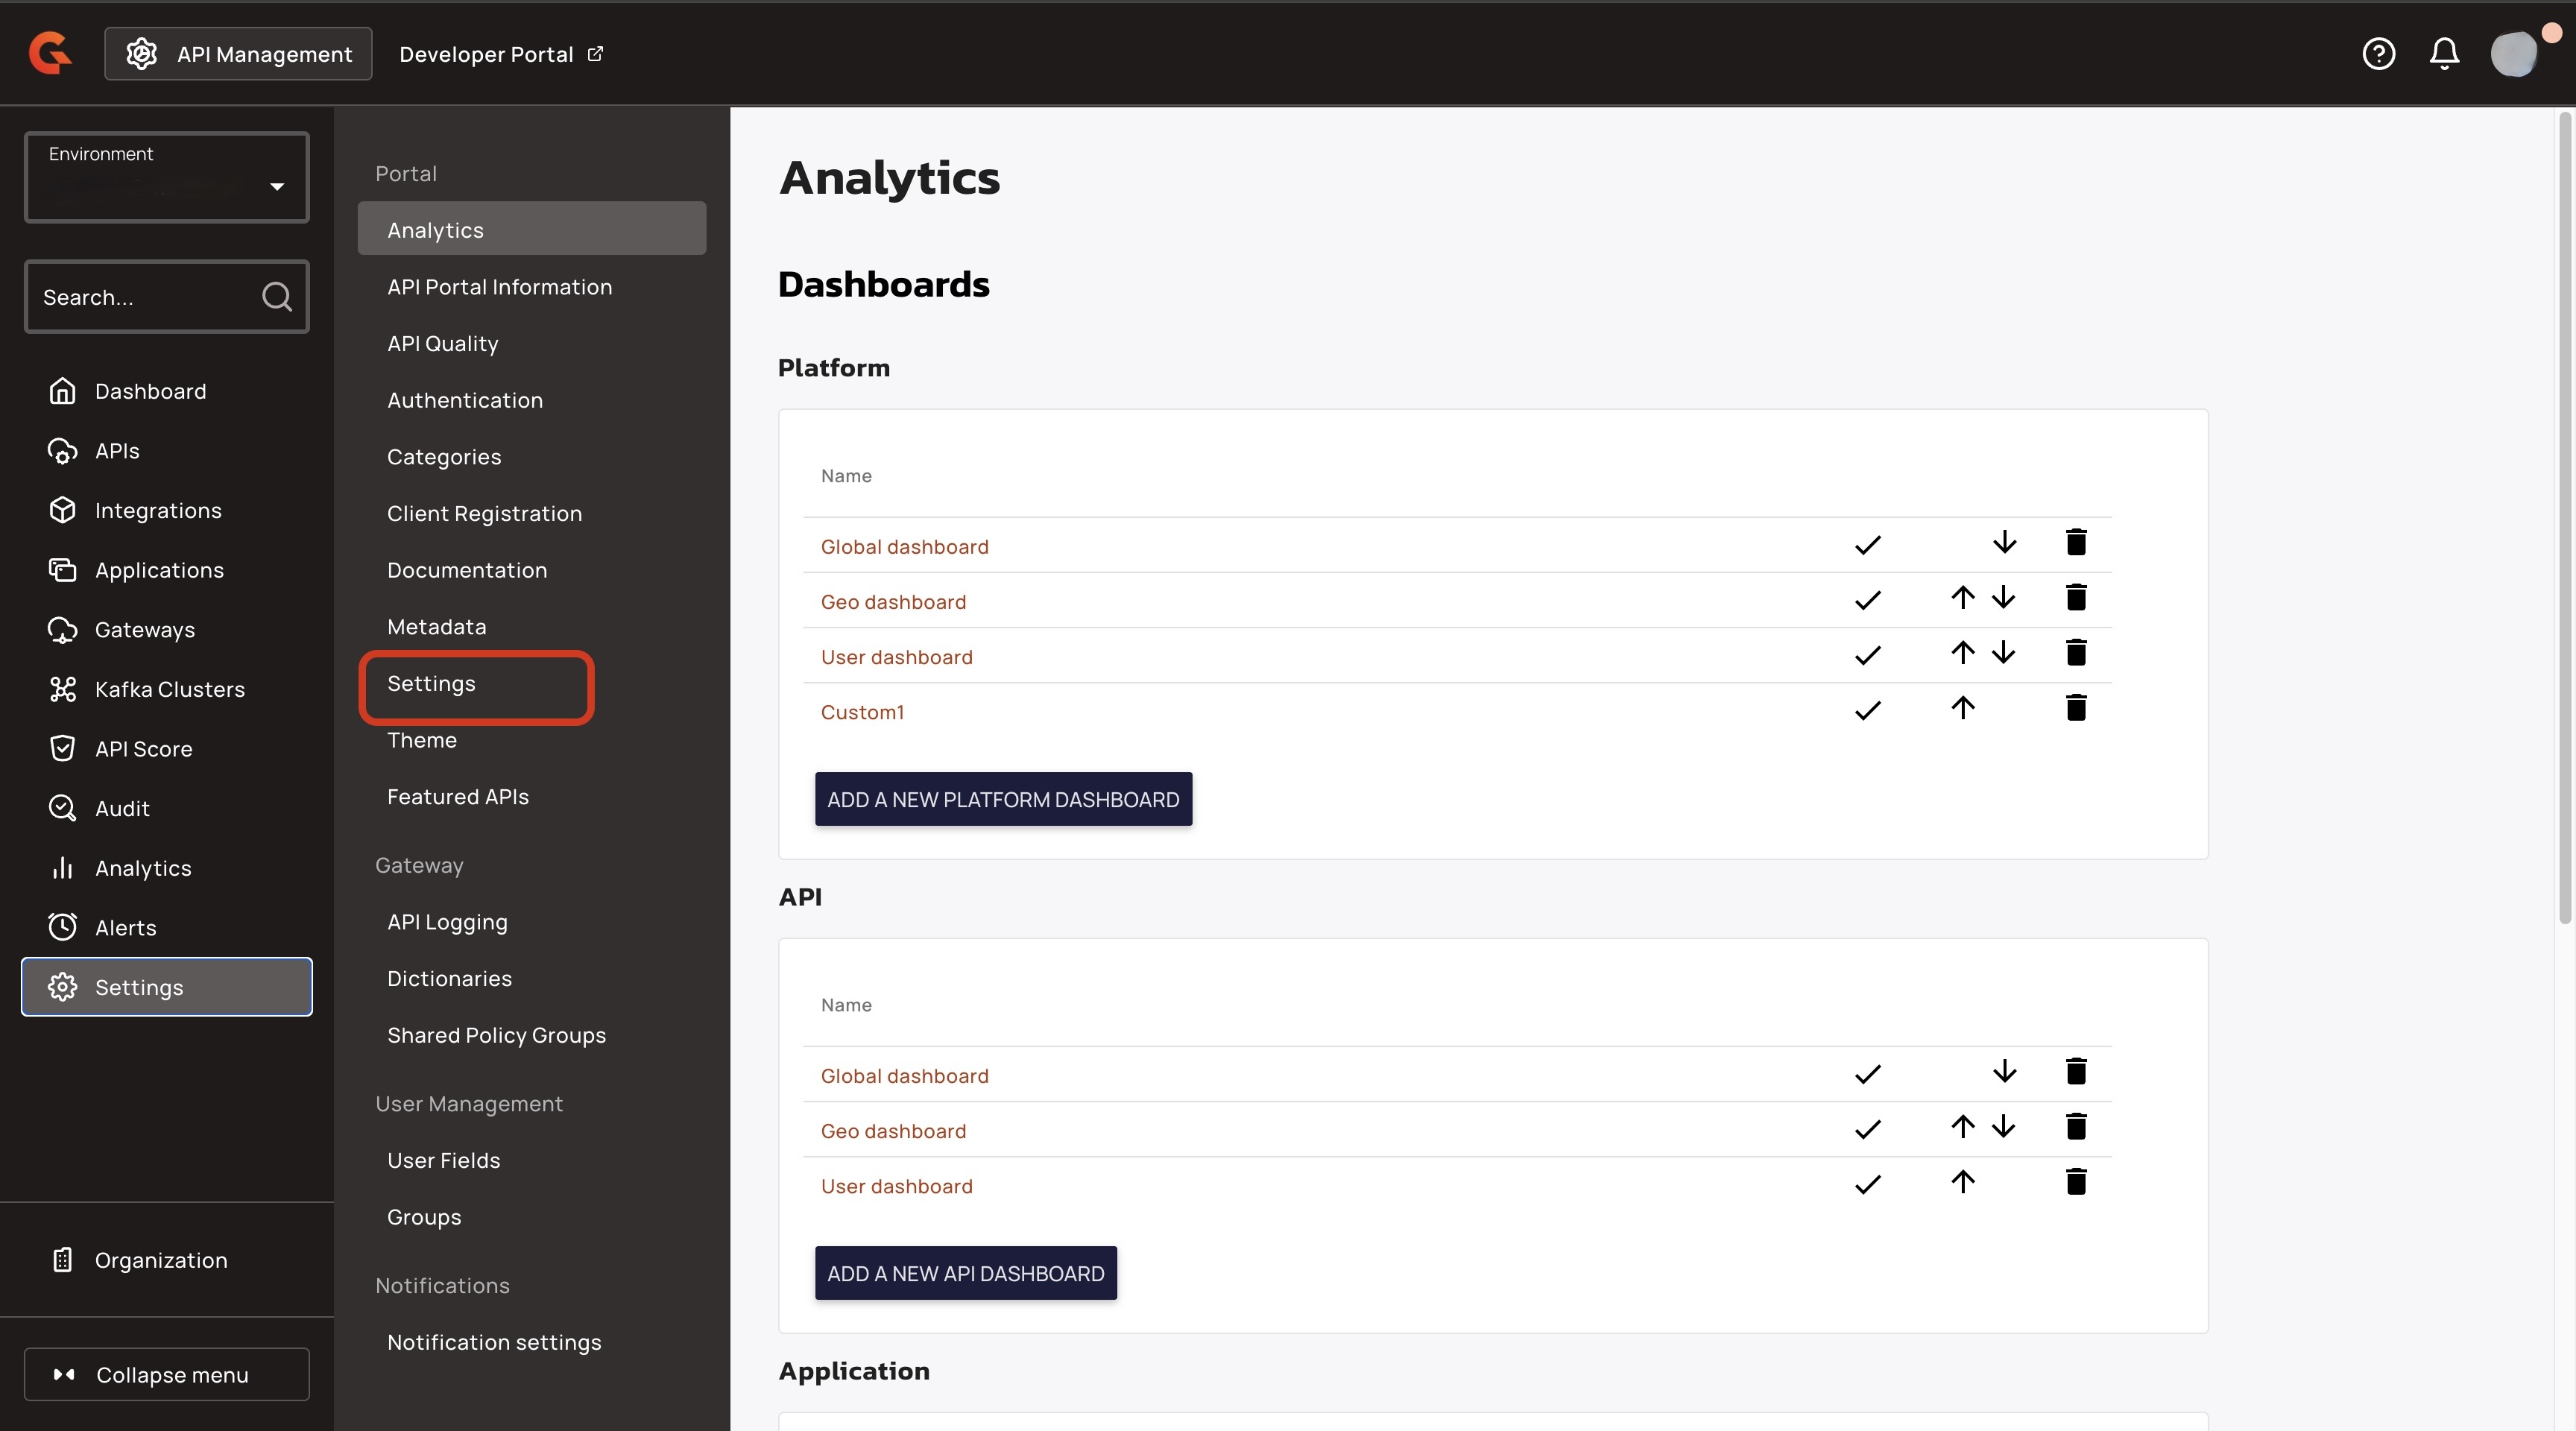 API Management
Developer Portal
Environment
Search...
Dashboard
APIs
Integrations
Applications
Gateways
Kafka Clusters
API Score
Audit
Analytics
Alerts
Settings
Organization
Collapse menu
Portal
Analytics
API Portal Information
API Quality
Authentication
Categories
Client Registration
Documentation
Metadata
Settings
Theme
Featured APIs
Gateway
API Logging
Dictionaries
Shared Policy Groups
User Management
User Fields
Groups
Notifications
Notification settings
Analytics
Dashboards
Platform
Name
Global dashboard
Geo dashboard
User dashboard
Custom1
ADD A NEW PLATFORM DASHBOARD
API
Name
Global dashboard
Geo dashboard
User dashboard
ADD A NEW API DASHBOARD
Application